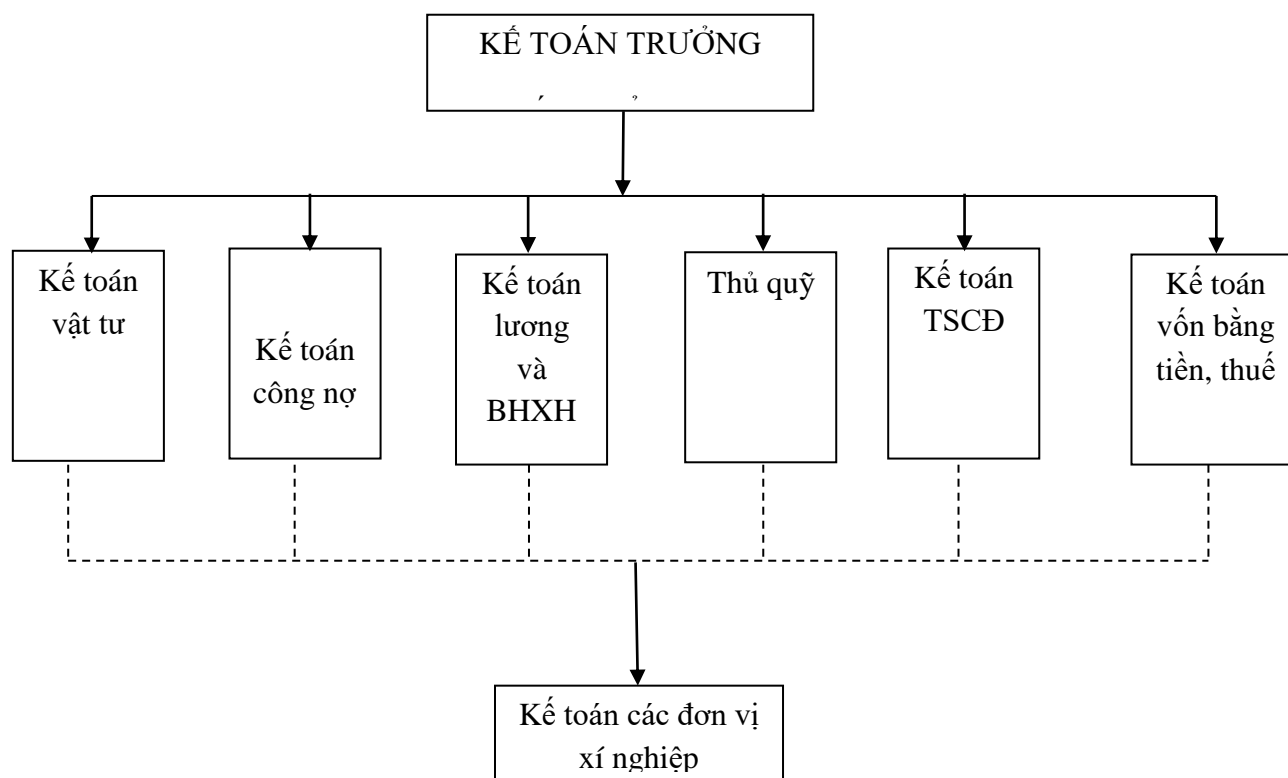 KẾ TOÁN TRƯỞNG
Kế toán
vật tư
Kế toán
công nợ
Kế toán
lương
và
BHXH
Thủ quỹ
Kế toán
TSCĐ
Kế toán
vốn bằng
tiền, thuế
Kế toán các đơn vị
xí nghiệp